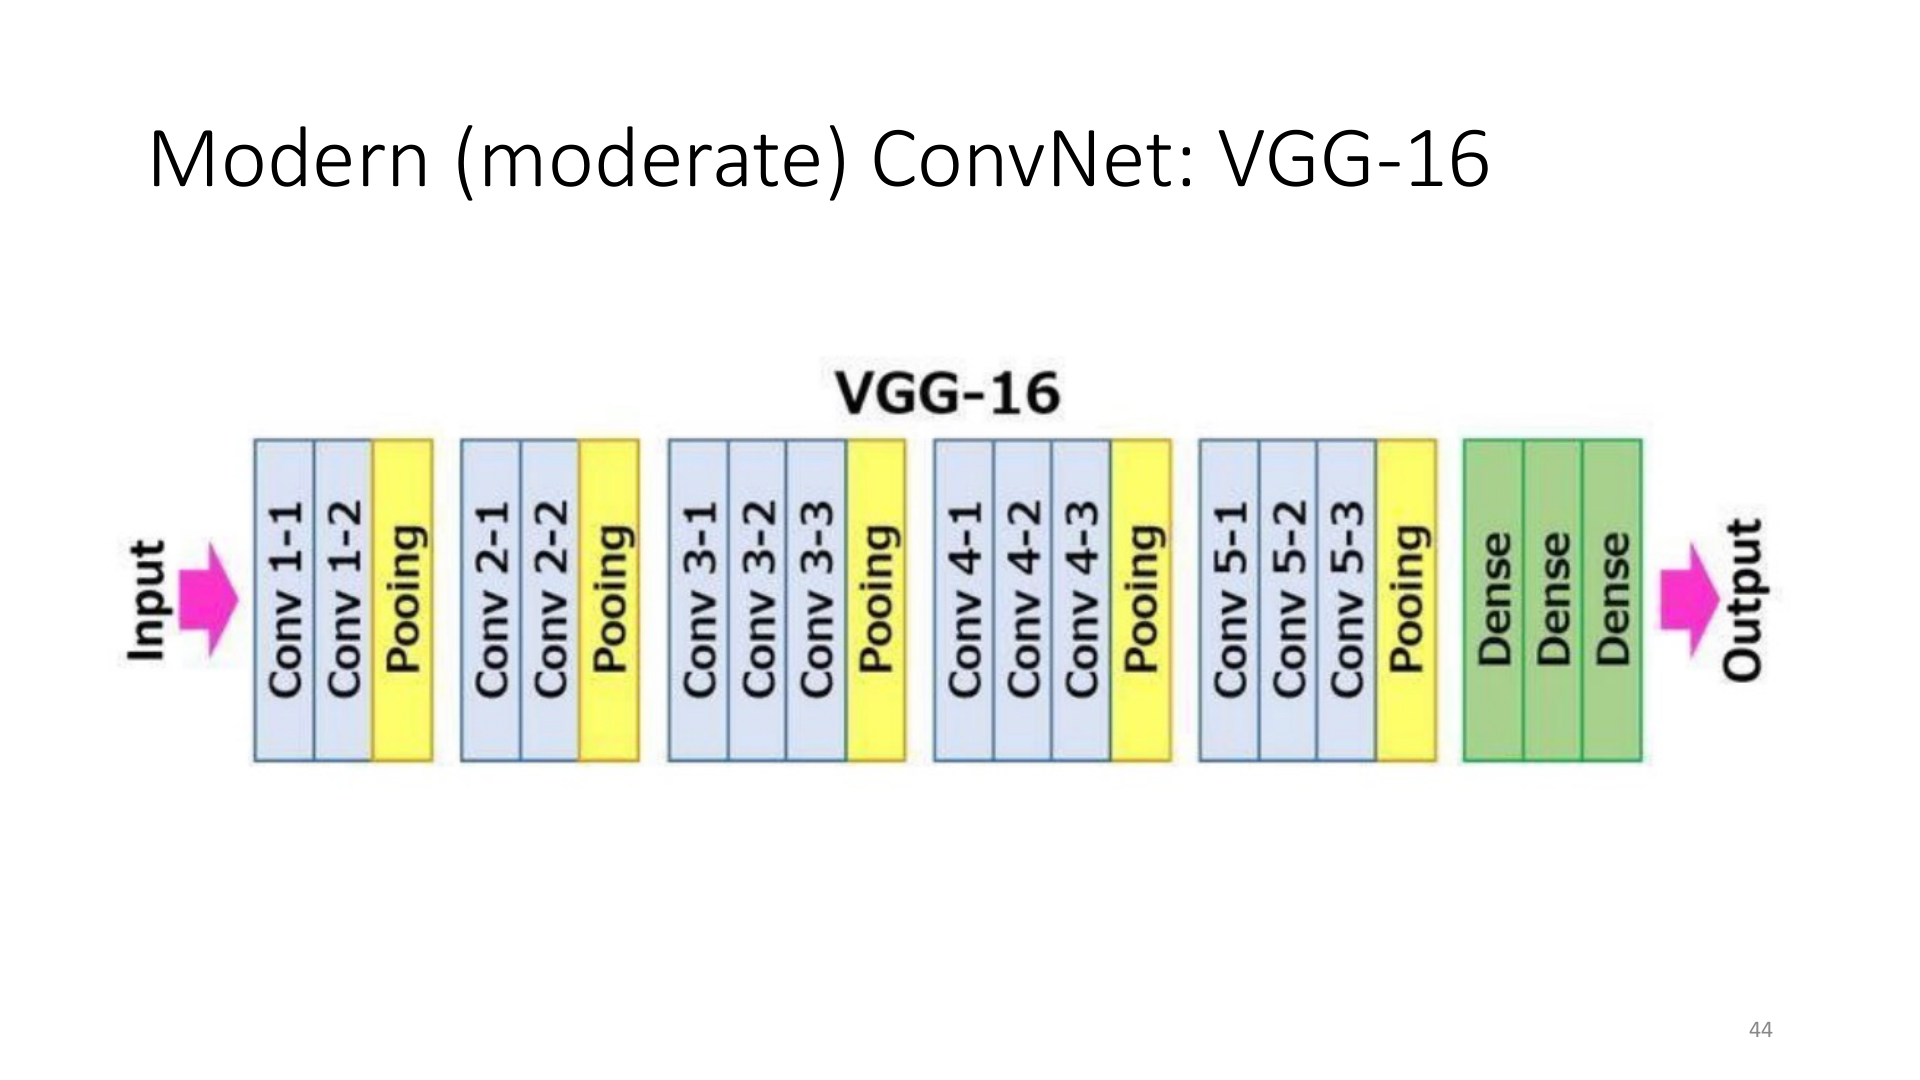 Modern (moderate) ConvNet: VGG-16
VGG-16
Input
Conv 1-1
Conv 1-2
Pooing
Conv 2-1
Conv 2-2
Pooing
Conv 3-1
Conv 3-2
Conv 3-3
Pooing
Conv 4-1
Conv 4-2
Conv 4-3
Pooing
Conv 5-1
Conv 5-2
Conv 5-3
Pooing
Dense
Dense
Dense
Output
44